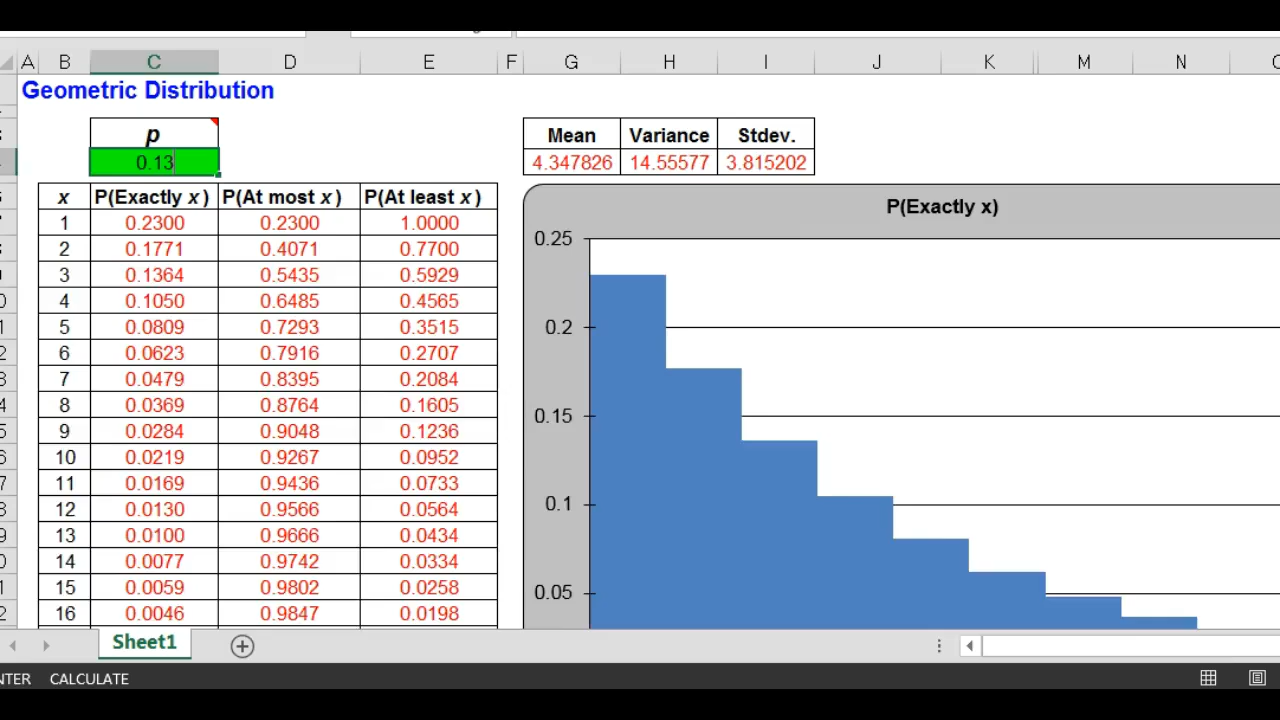 A B C D E F G H I J K L M N
Geometric Distribution
p
Mean Variance Stdev.
0.13
4.347826 14.55577 3.815202
x P(Exactly x) P(At most x) P(At least x)
1 0.2300 0.2300 1.0000
2 0.1771 0.4071 0.7700
3 0.1364 0.5435 0.5929
4 0.1050 0.6485 0.4565
5 0.0809 0.7293 0.3515
6 0.0623 0.7916 0.2707
7 0.0479 0.8395 0.2084
8 0.0369 0.8764 0.1605
9 0.0284 0.9048 0.1236
10 0.0219 0.9267 0.0952
11 0.0169 0.9436 0.0733
12 0.0130 0.9566 0.0564
13 0.0100 0.9666 0.0434
14 0.0077 0.9742 0.0334
15 0.0059 0.9802 0.0258
16 0.0046 0.9847 0.0198
P(Exactly x)
0.25
0.2
0.15
0.1
0.05
Sheet1
NTER CALCULATE